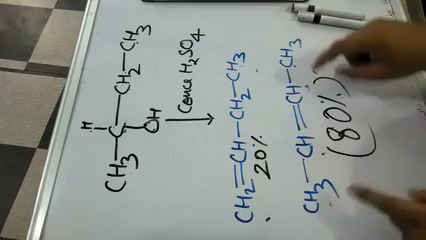 H
CH3—C—CH2—CH3
OH
Conc H2SO4
CH2=CH—CH2—CH3
20%
CH3—CH=CH—CH3
(80%)